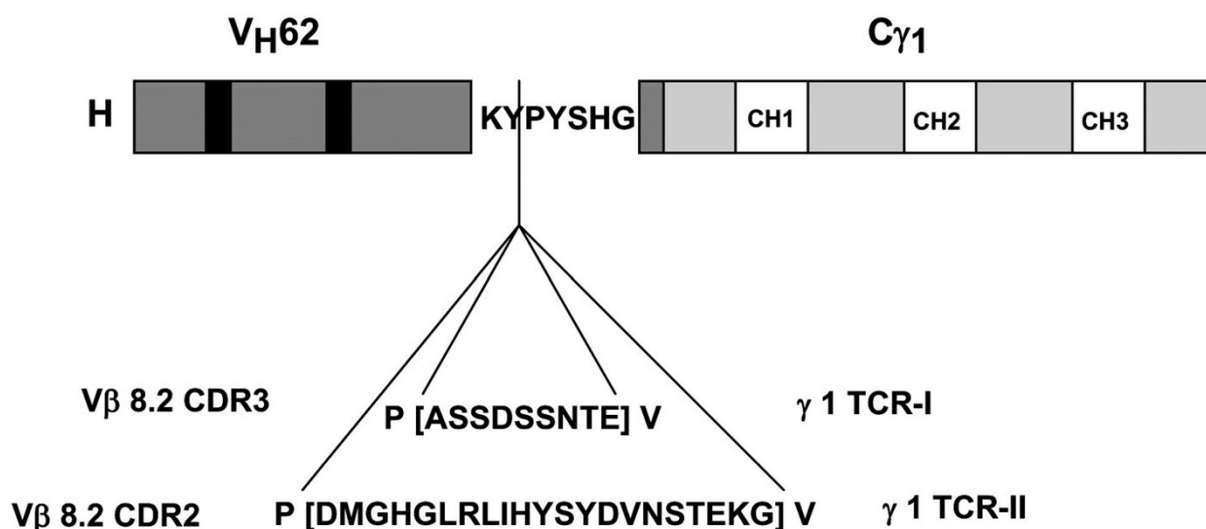 VH62 Cγ1
H KYPYSHG CH1 CH2 CH3
Vβ 8.2 CDR3 P [ASSDSSNTE] V γ 1 TCR-I
Vβ 8.2 CDR2 P [DMGHGLRLIHYSYDVNSTEKG] V γ 1 TCR-II